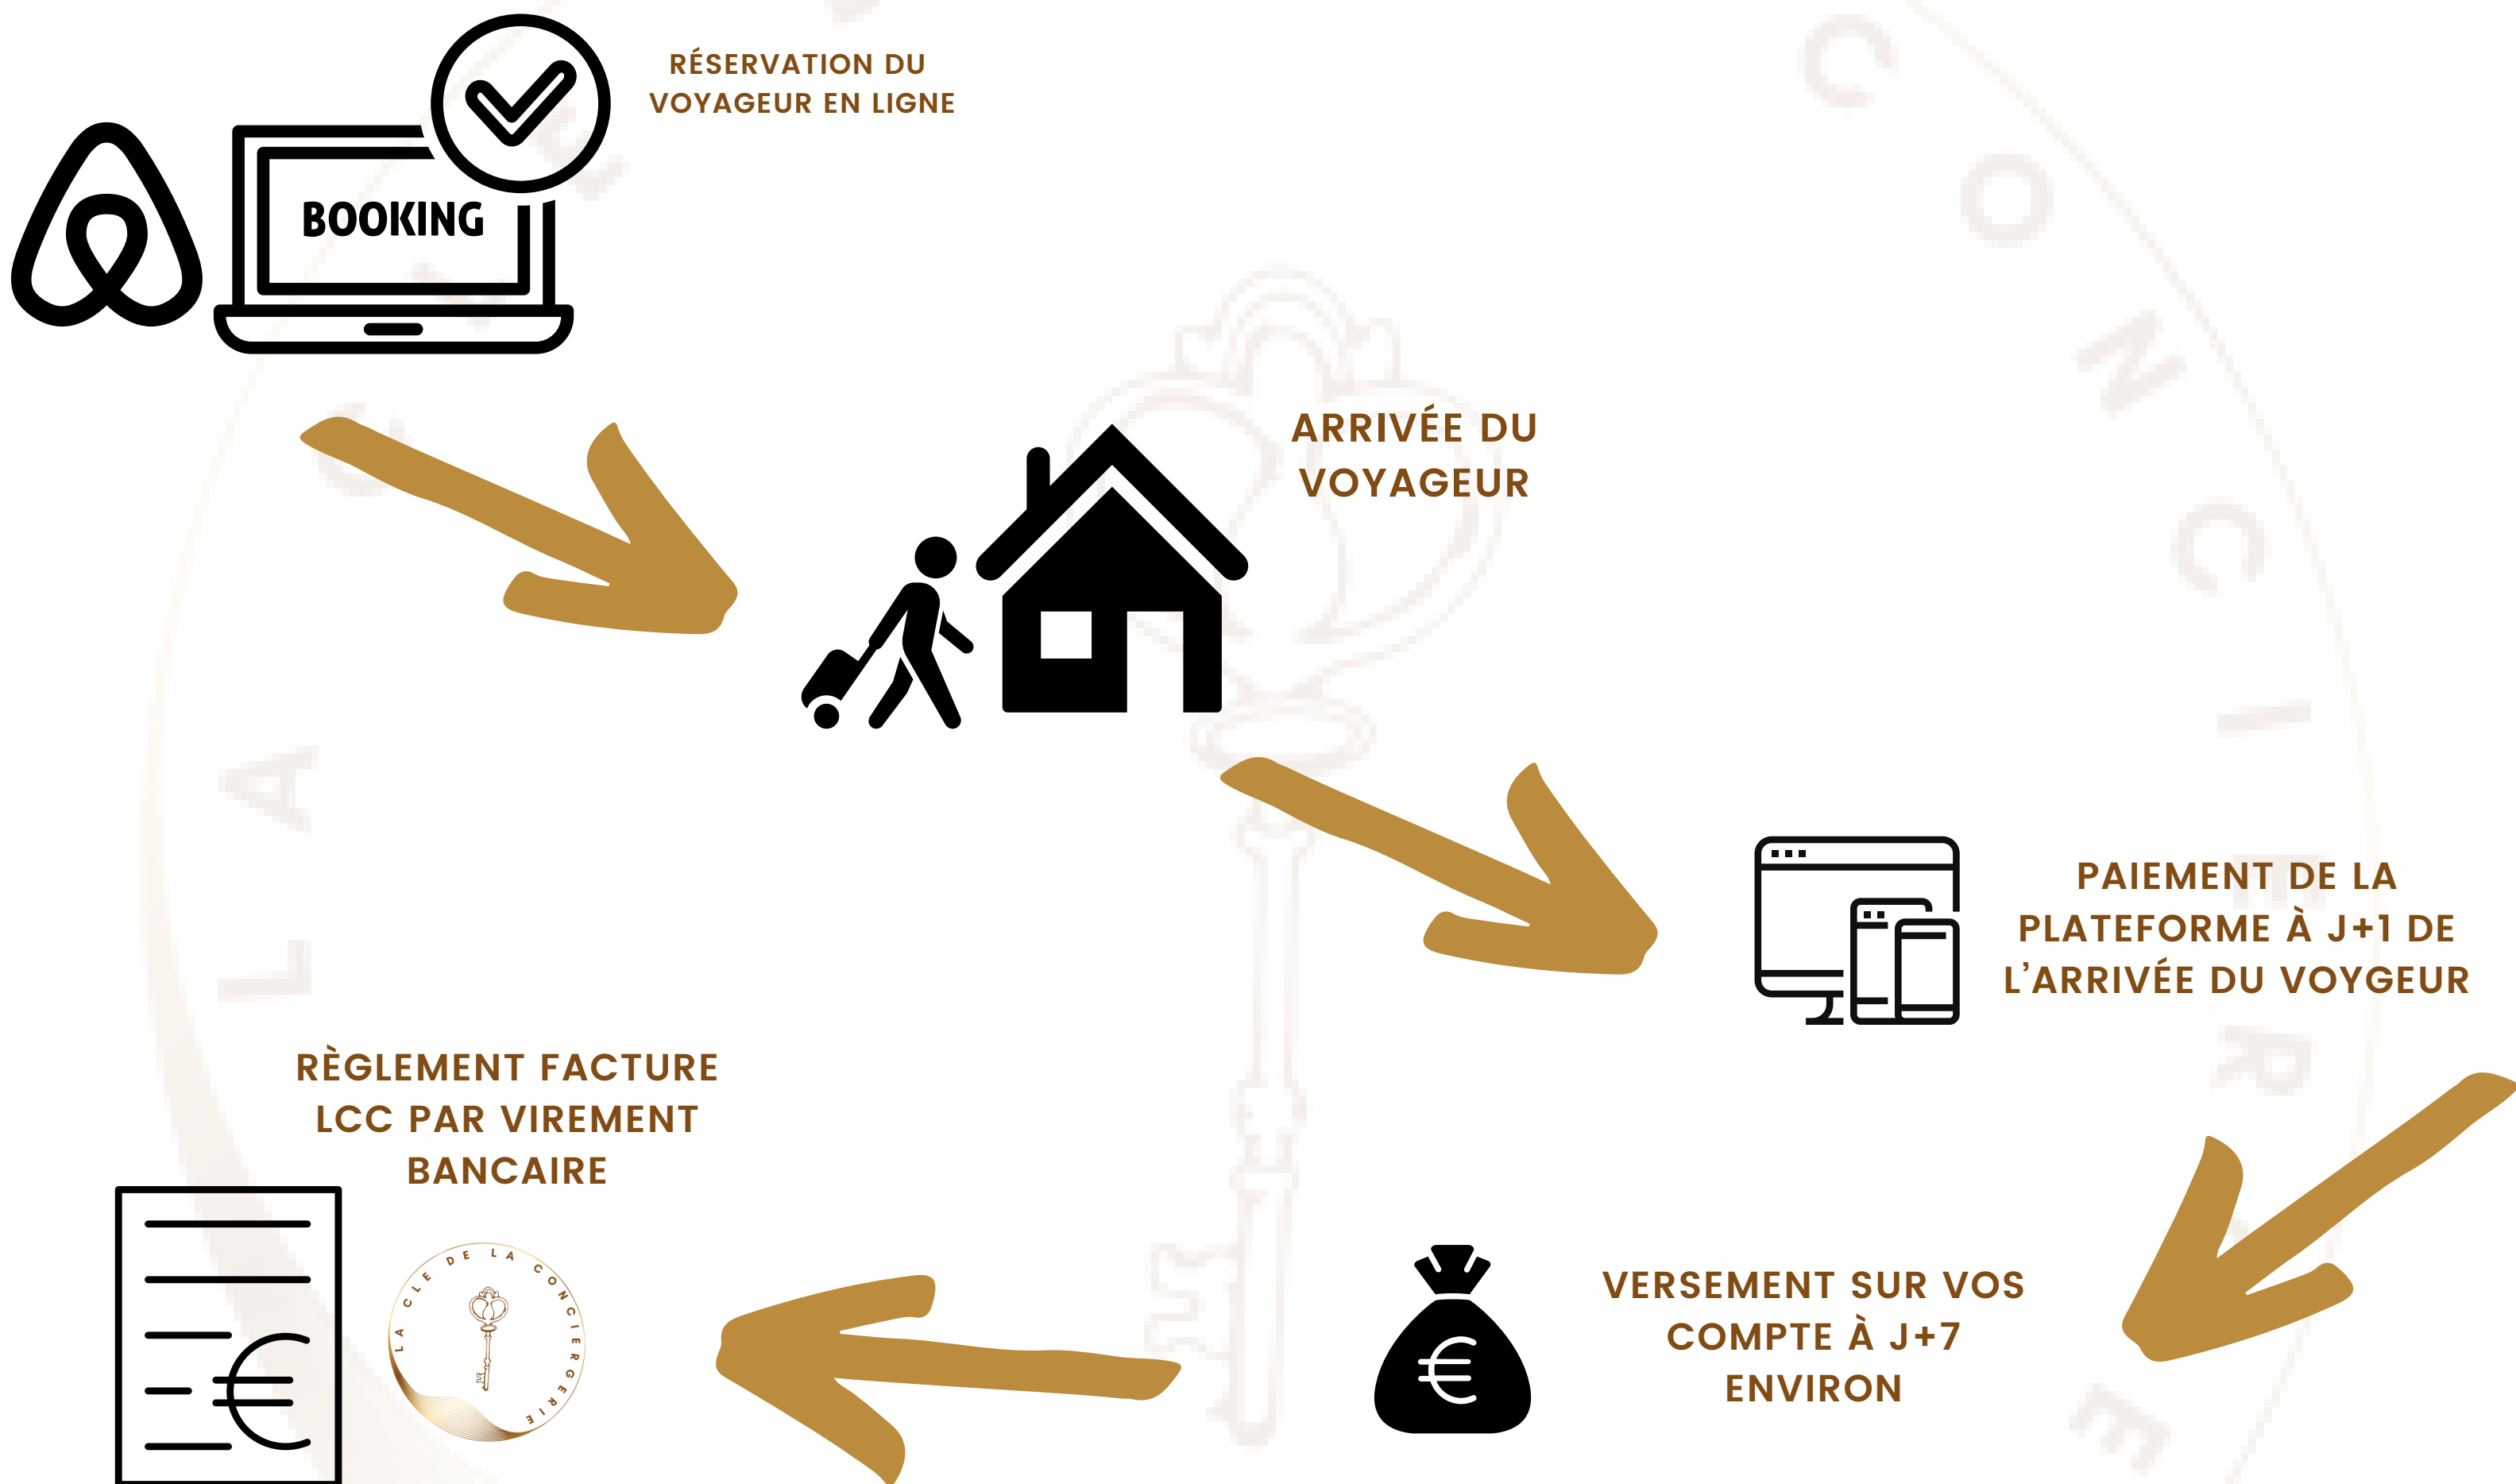 RÉSERVATION DU
VOYAGEUR EN LIGNE
BOOKING
ARRIVÉE DU
VOYAGEUR
PAIEMENT DE LA
PLATEFORME À J+1 DE
L'ARRIVÉE DU VOYGEUR
VERSEMENT SUR VOS
COMPTE À J+7
ENVIRON
RÈGLEMENT FACTURE
LCC PAR VIREMENT
BANCAIRE
LA CLE DE LA CONCIERGERIE